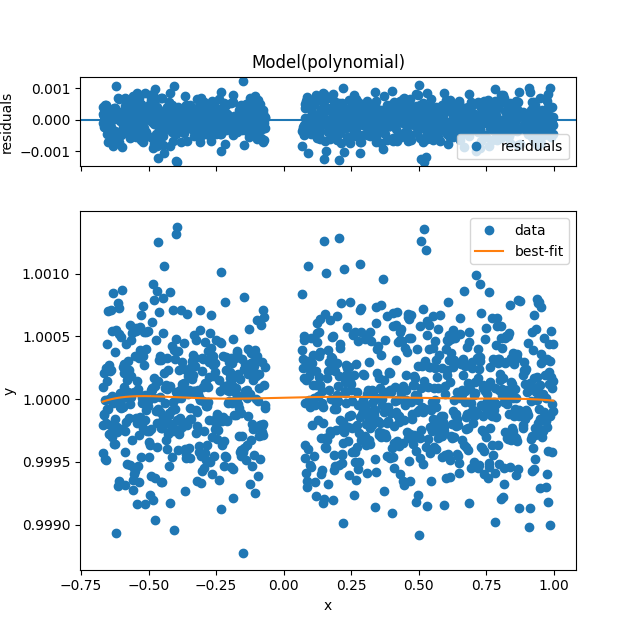 Model(polynomial)
residuals
0.001
0.000
−0.001
residuals
y
1.0010
1.0005
1.0000
0.9995
0.9990
data
best-fit
−0.75 −0.50 −0.25 0.00 0.25 0.50 0.75 1.00
x